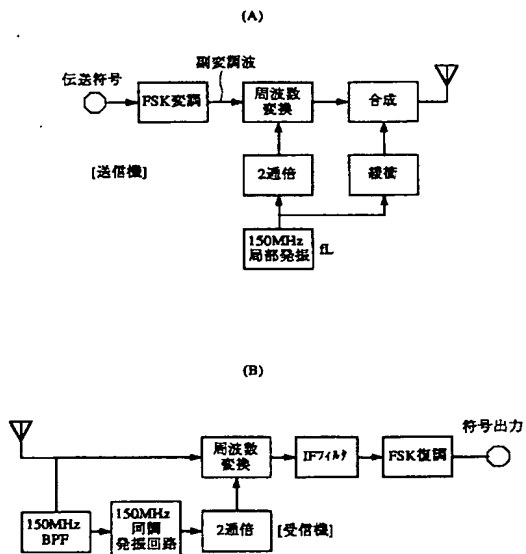 (A)
副変調波
伝送符号
FSK変調
周波数
変換
合成
[送信機]
2逓倍
緩衝
150MHz
局部発振
fL
(B)
符号出力
周波数
変換
IFフィルタ
FSK復調
150MHz
BPF
150MHz
同調
発振回路
2逓倍
[受信機]